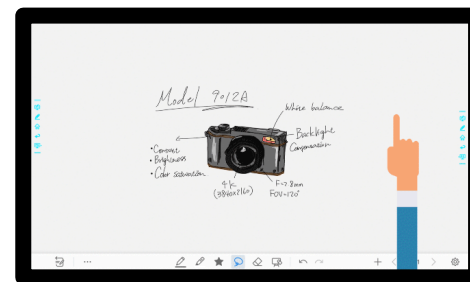 Model 9012A
White balance
Backlight
Compensation
• Contrast
• Brightness
• Color saturation
4K
(3840x2160)
F=7.8mm
FOV=120°